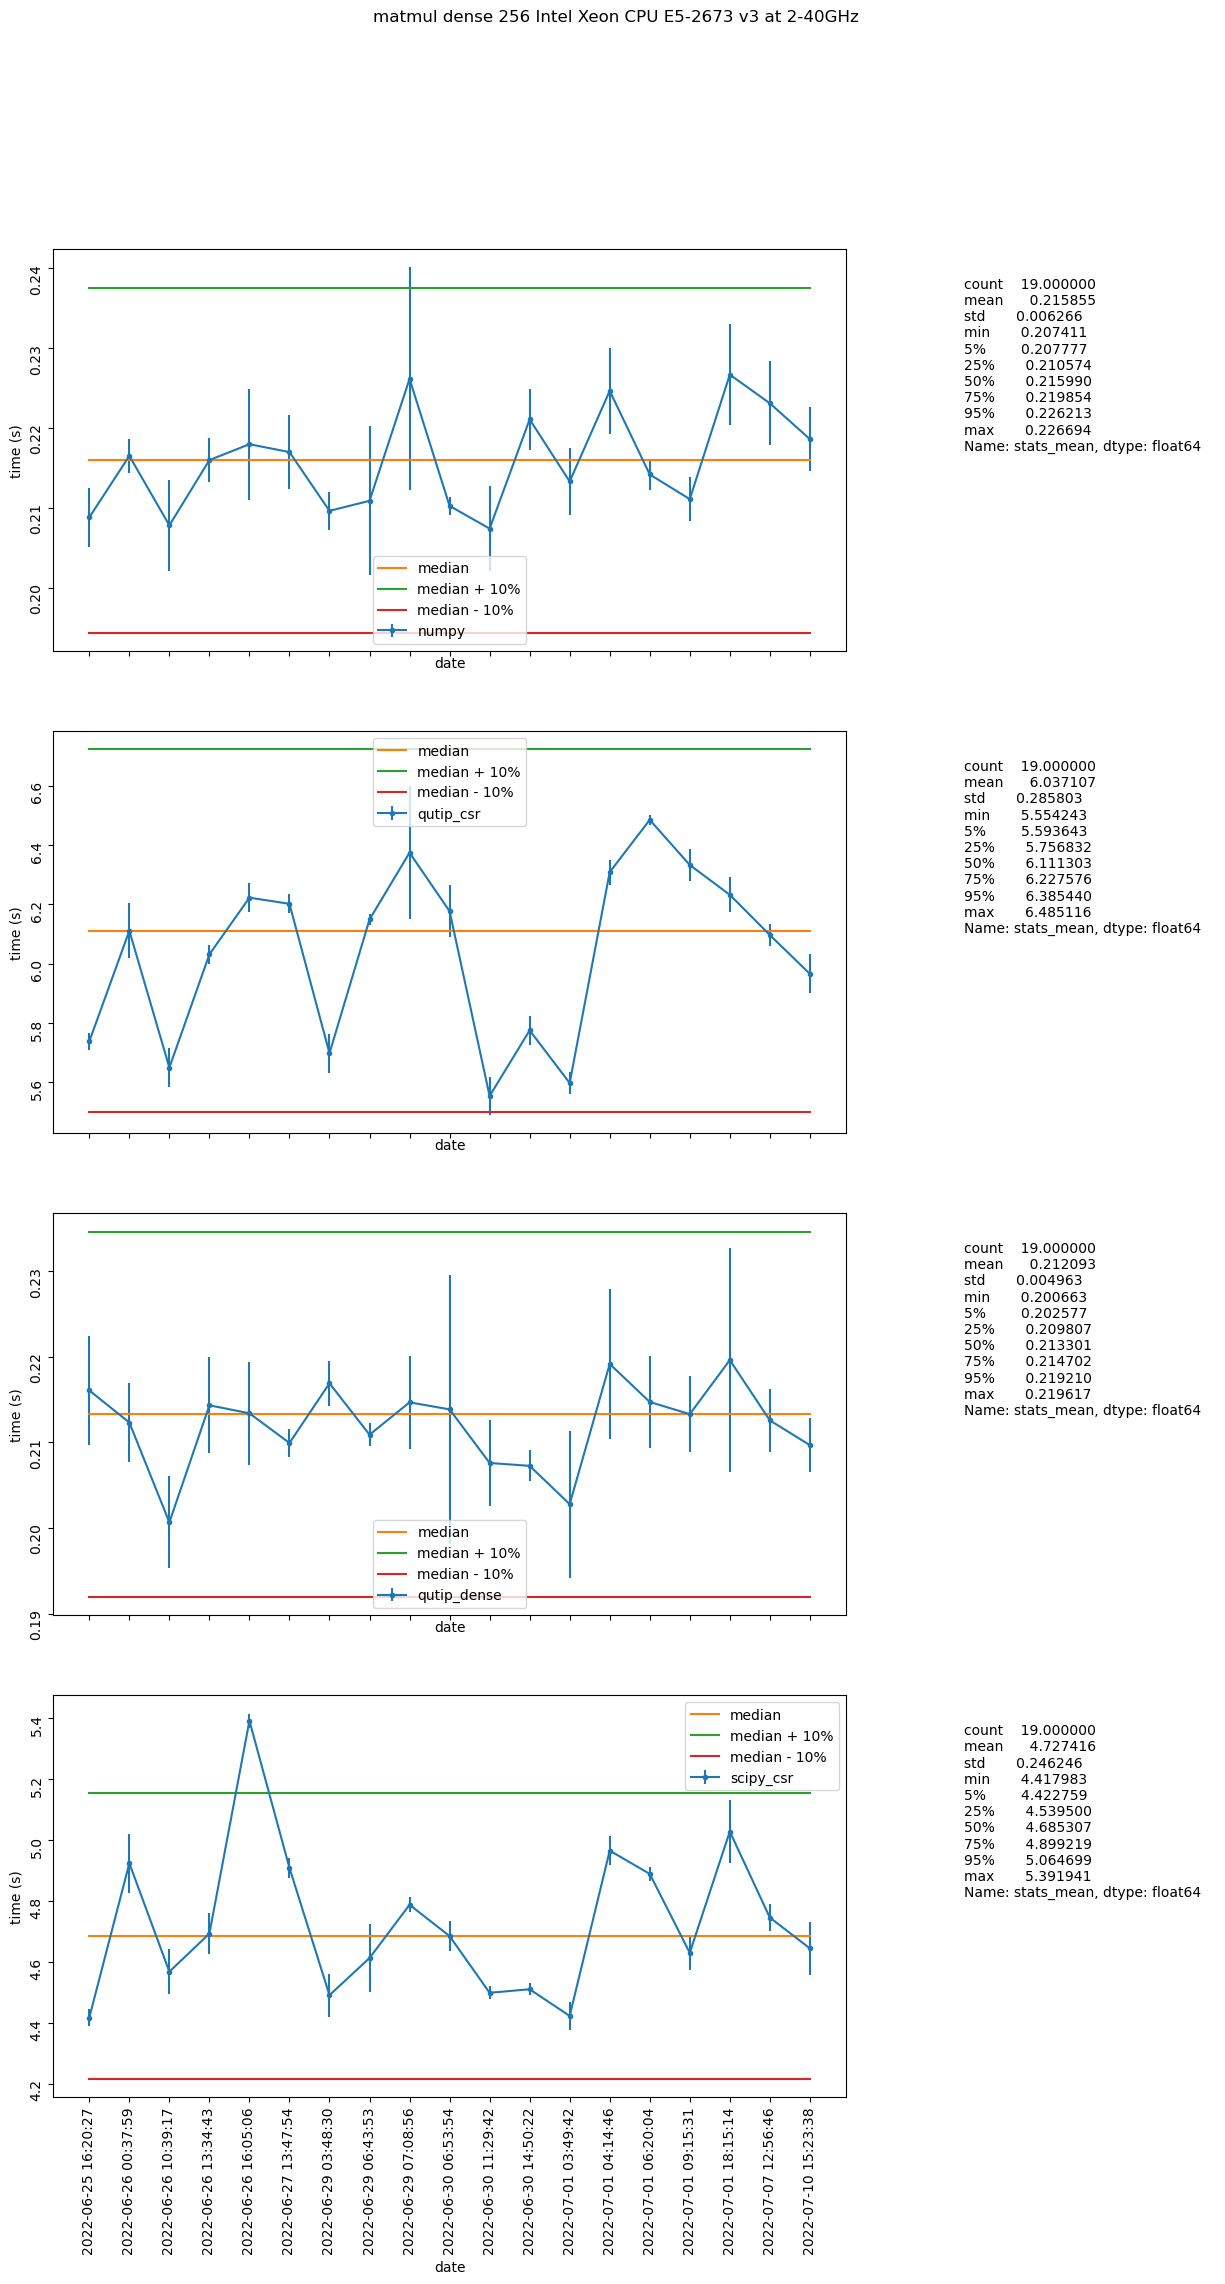 matmul dense 256 Intel Xeon CPU E5-2673 v3 at 2-40GHz
0.24
0.23
0.22
0.21
0.20
time (s)
median
median + 10%
median - 10%
numpy
date
count 19.000000
mean 0.215855
std 0.006266
min 0.207411
5% 0.207777
25% 0.210574
50% 0.215990
75% 0.219854
95% 0.226213
max 0.226694
Name: stats_mean, dtype: float64
6.6
6.4
6.2
6.0
5.8
5.6
time (s)
median
median + 10%
median - 10%
qutip_csr
date
count 19.000000
mean 6.037107
std 0.285803
min 5.554243
5% 5.593643
25% 5.756832
50% 6.111303
75% 6.227576
95% 6.385440
max 6.485116
Name: stats_mean, dtype: float64
0.23
0.22
0.21
0.20
0.19
time (s)
median
median + 10%
median - 10%
qutip_dense
date
count 19.000000
mean 0.212093
std 0.004963
min 0.200663
5% 0.202577
25% 0.209807
50% 0.213301
75% 0.214702
95% 0.219210
max 0.219617
Name: stats_mean, dtype: float64
5.4
5.2
5.0
4.8
4.6
4.4
4.2
time (s)
median
median + 10%
median - 10%
scipy_csr
count 19.000000
mean 4.727416
std 0.246246
min 4.417983
5% 4.422759
25% 4.539500
50% 4.685307
75% 4.899219
95% 5.064699
max 5.391941
Name: stats_mean, dtype: float64
2022-06-25 16:20:27
2022-06-26 00:37:59
2022-06-26 10:39:17
2022-06-26 13:34:43
2022-06-26 16:05:06
2022-06-27 13:47:54
2022-06-29 03:48:30
2022-06-29 06:43:53
2022-06-29 07:08:56
2022-06-30 06:53:54
2022-06-30 11:29:42
2022-06-30 14:50:22
2022-07-01 03:49:42
2022-07-01 04:14:46
2022-07-01 06:20:04
2022-07-01 09:15:31
2022-07-01 18:15:14
2022-07-07 12:56:46
2022-07-10 15:23:38
date